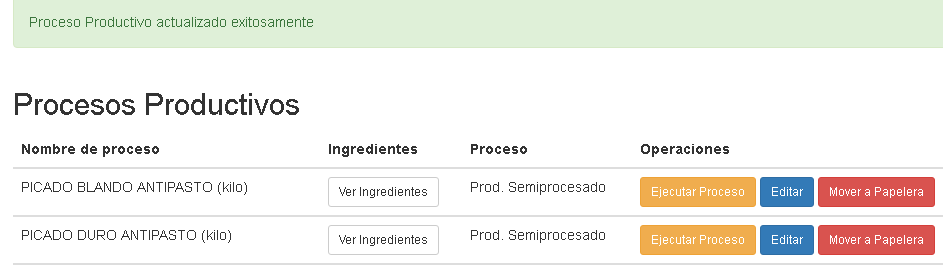 Proceso Productivo actualizado exitosamente
Procesos Productivos
Nombre de proceso Ingredientes Proceso Operaciones
PICADO BLANDO ANTIPASTO (kilo) Ver Ingredientes Prod. Semiprocesado Ejecutar Proceso Editar Mover a Papelera
PICADO DURO ANTIPASTO (kilo) Ver Ingredientes Prod. Semiprocesado Ejecutar Proceso Editar Mover a Papelera